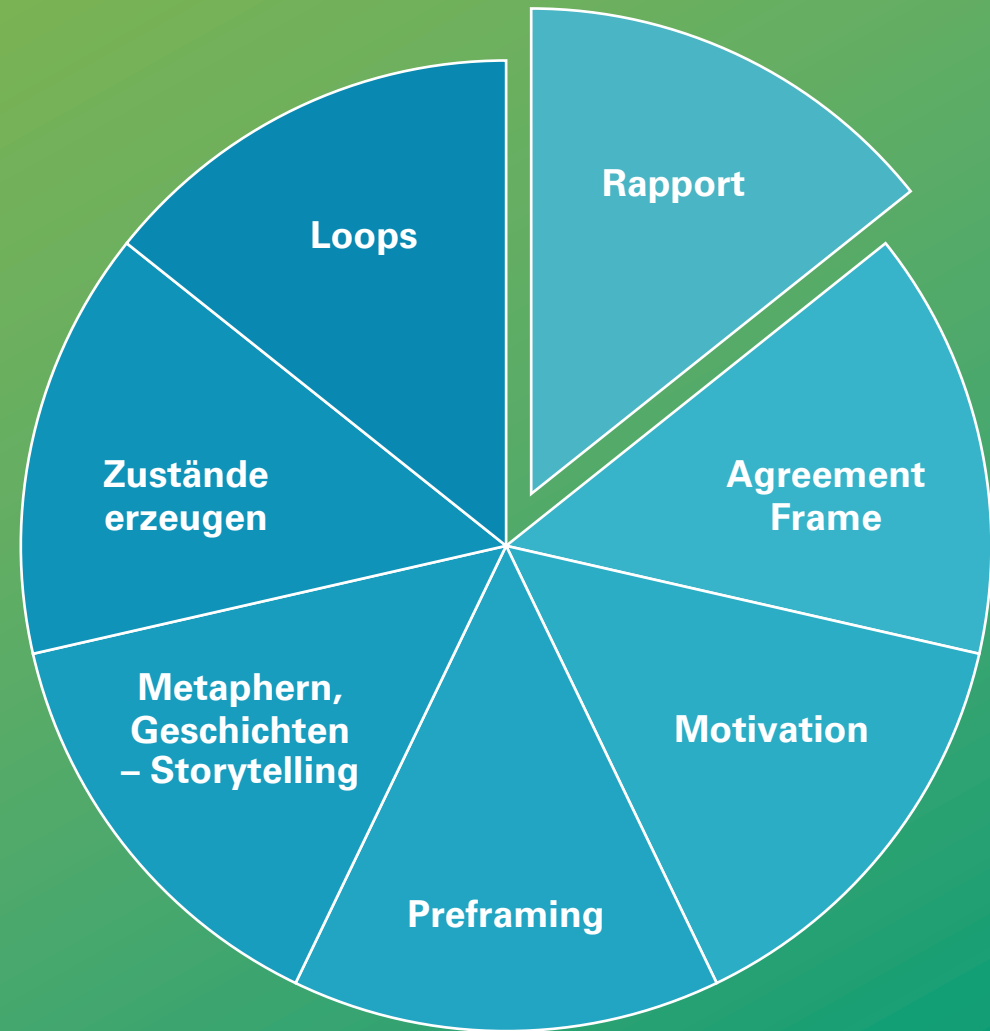 Rapport
Loops
Agreement
Frame
Zustände
erzeugen
Metaphern,
Geschichten
– Storytelling
Motivation
Preframing